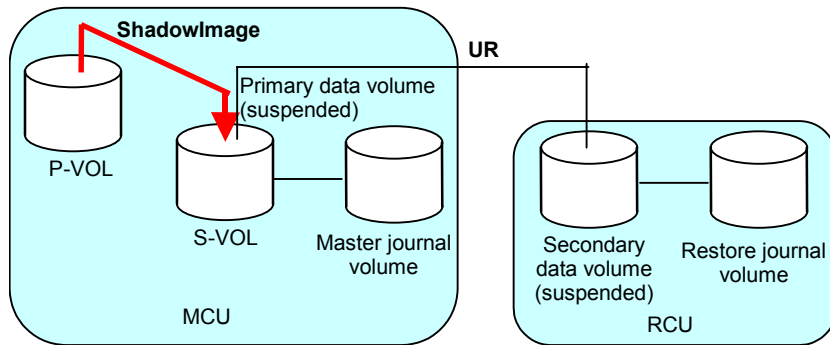 ShadowImage
UR
Primary data volume
(suspended)
P-VOL
S-VOL
Master journal
volume
Secondary
data volume
(suspended)
Restore journal
volume
MCU
RCU